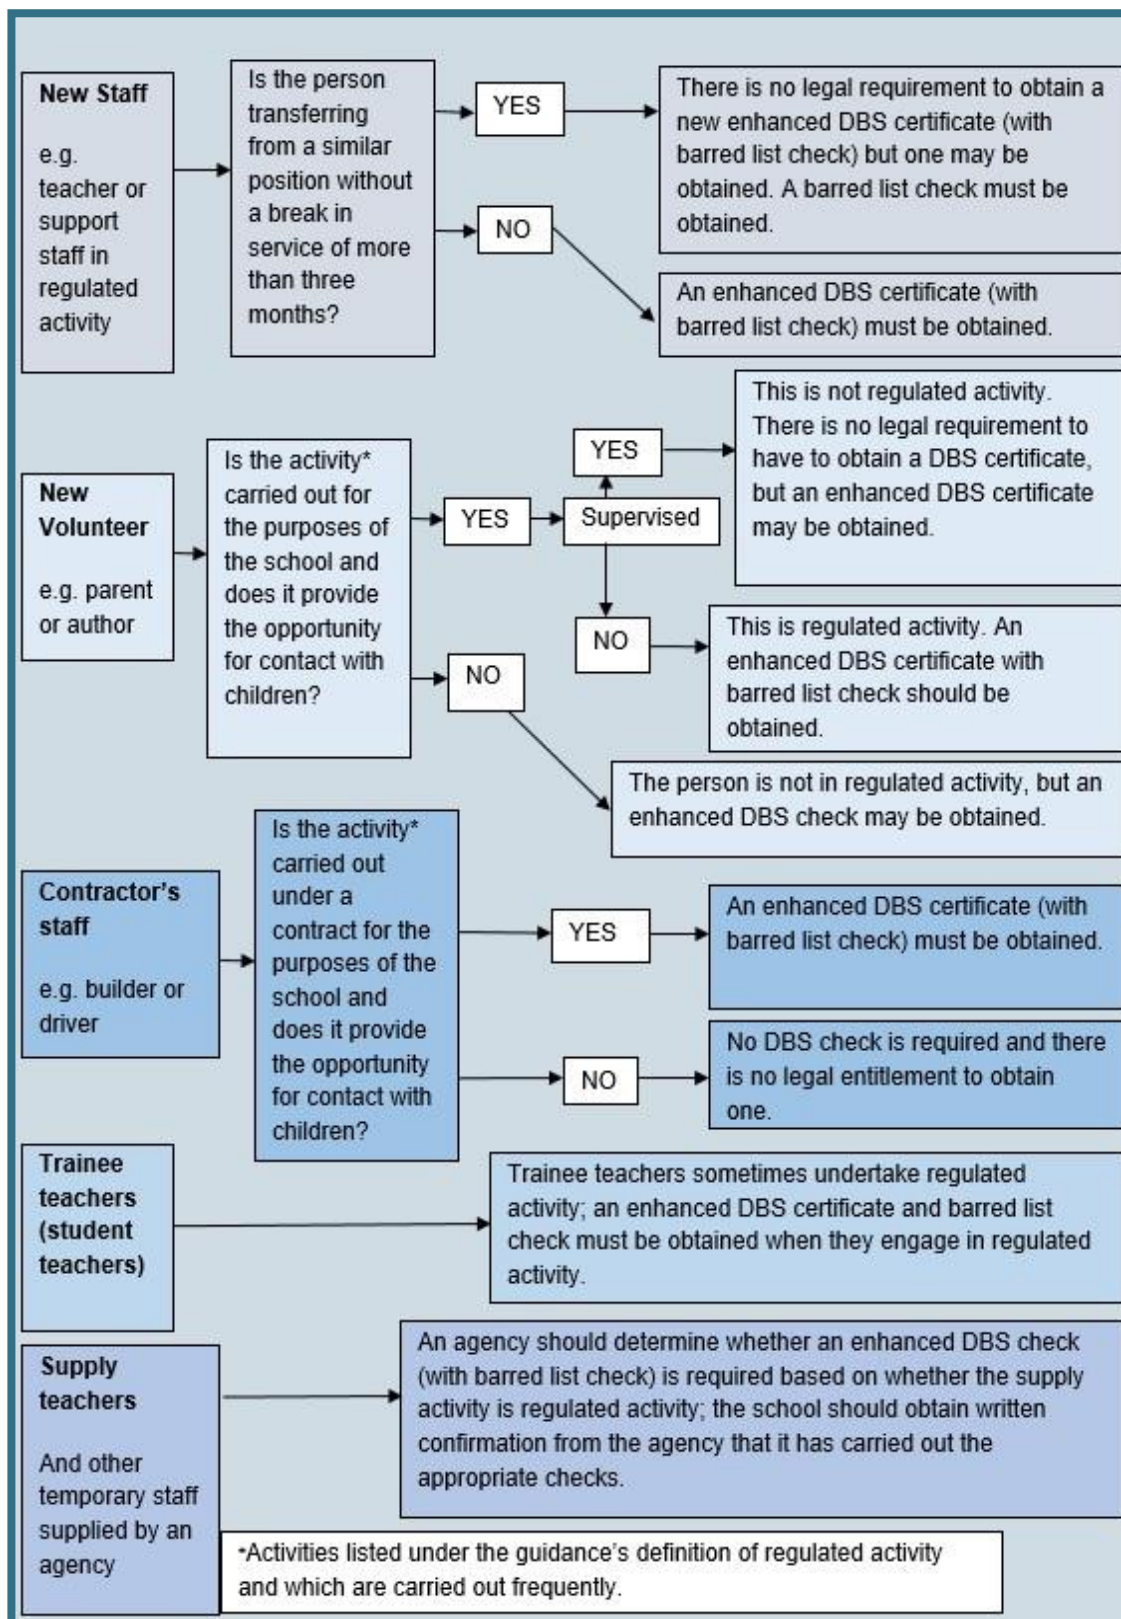 New Staff
e.g.
teacher or
support
staff in
regulated
activity
Is the person
transferring
from a similar
position without
a break in
service of more
than three
months?
YES
There is no legal requirement to obtain a
new enhanced DBS certificate (with
barred list check) but one may be
obtained. A barred list check must be
obtained.
NO
An enhanced DBS certificate (with
barred list check) must be obtained.
New
Volunteer
e.g. parent
or author
Is the activity*
carried out for
the purposes of
the school and
does it provide
the opportunity
for contact with
children?
YES
Supervised
YES
This is not regulated activity.
There is no legal requirement to
have to obtain a DBS certificate,
but an enhanced DBS certificate
may be obtained.
NO
This is regulated activity. An
enhanced DBS certificate with
barred list check should be
obtained.
NO
The person is not in regulated activity, but an
enhanced DBS check may be obtained.
Contractor's
staff
e.g. builder or
driver
Is the activity*
carried out
under a
contract for the
purposes of the
school and
does it provide
the opportunity
for contact with
children?
YES
An enhanced DBS certificate (with
barred list check) must be obtained.
NO
No DBS check is required and there
is no legal entitlement to obtain
one.
Trainee
teachers
(student
teachers)
Trainee teachers sometimes undertake regulated
activity; an enhanced DBS certificate and barred list
check must be obtained when they engage in regulated
activity.
Supply
teachers
And other
temporary staff
supplied by an
agency
An agency should determine whether an enhanced DBS check
(with barred list check) is required based on whether the supply
activity is regulated activity; the school should obtain written
confirmation from the agency that it has carried out the
appropriate checks.
*Activities listed under the guidance's definition of regulated activity
and which are carried out frequently.